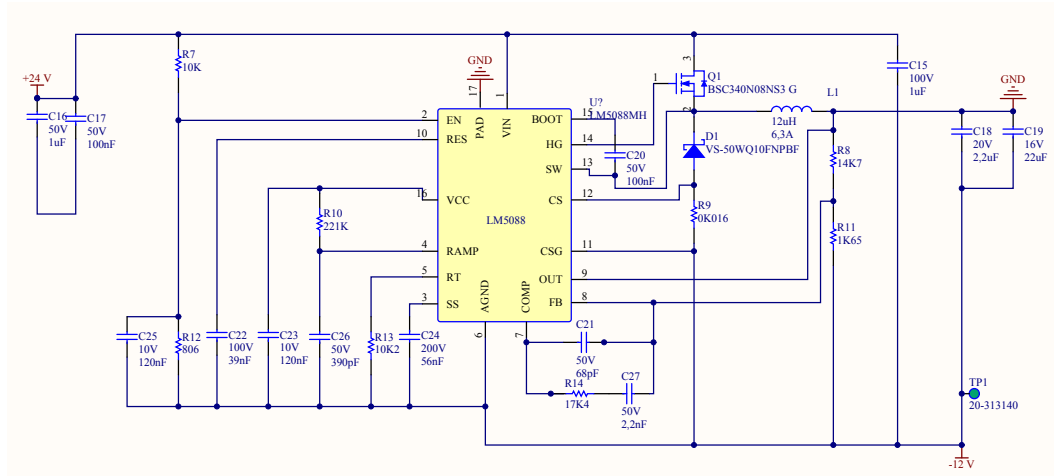 +24 V
C16
50V
1uF
C17
50V
100nF
R7
10K
GND
17
1
PAD
VIN
U?
LM5088MH
LM5088
2
EN
10
RES
16
VCC
4
RAMP
5
RT
3
SS
AGND
6
COMP
7
BOOT
15
HG
14
SW
13
CS
12
CSG
11
OUT
9
FB
8
3
1
2
Q1
BSC340N08NS3 G
D1
VS-50WQ10FNPBF
C20
50V
100nF
R9
0K016
L1
12uH
6,3A
R8
14K7
R11
1K65
C15
100V
1uF
GND
C18
20V
2,2uF
C19
16V
22uF
R10
221K
C25
10V
120nF
R12
806
C22
100V
39nF
C23
10V
120nF
C26
50V
390pF
R13
10K2
C24
200V
56nF
C21
50V
68pF
R14
17K4
C27
50V
2,2nF
TP1
20-313140
-12 V